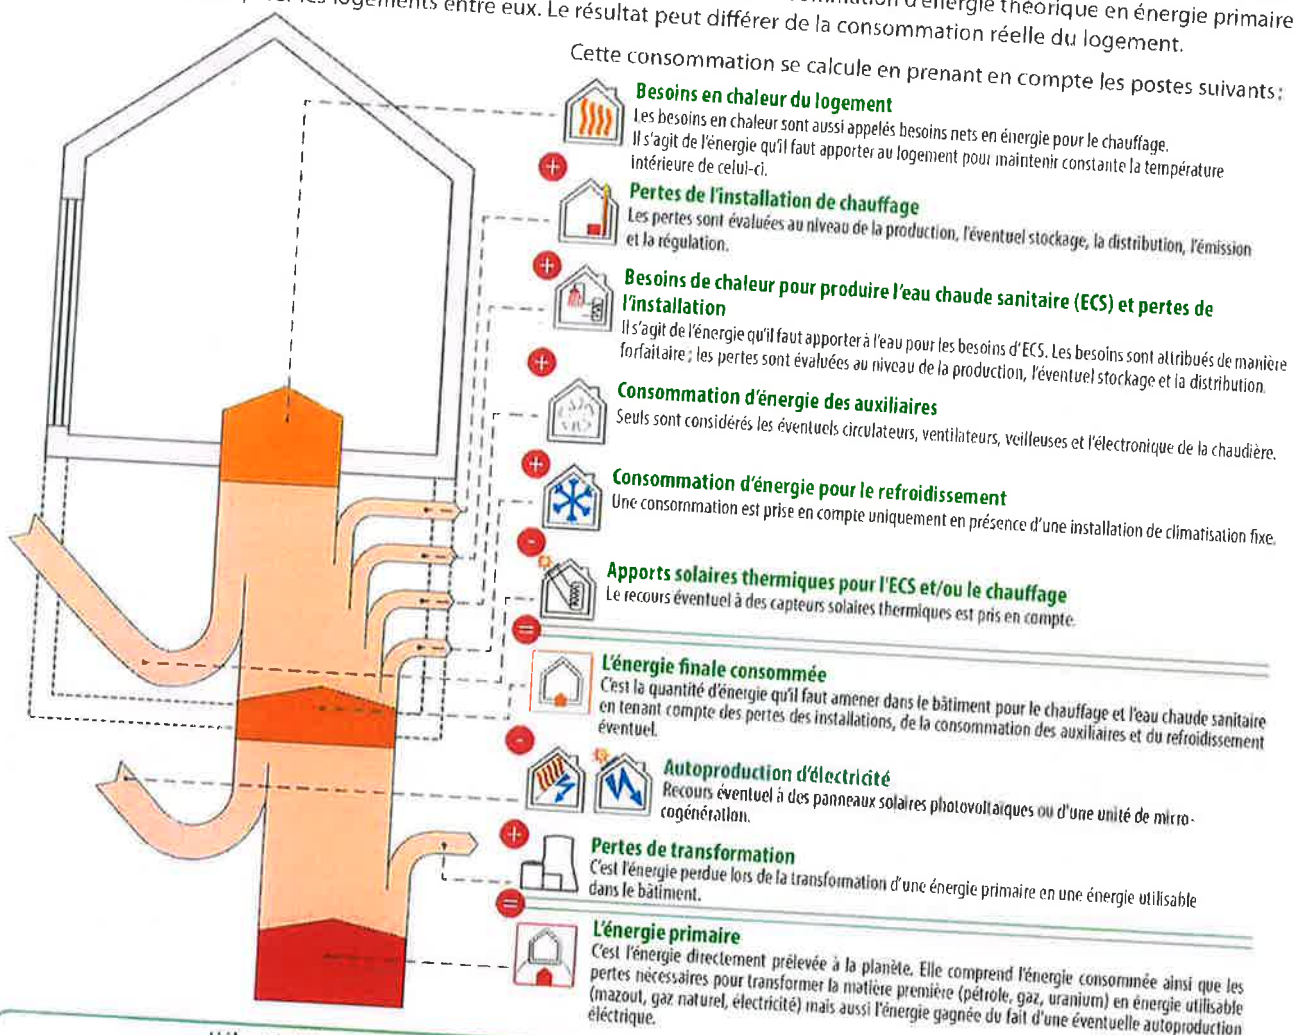 les logements entre eux. Le résultat peut différer de la consommation réelle du logement.
d'énergie théorique en énergie primaire
Cette consommation se calcule en prenant en compte les postes suivants :
Besoins en chaleur du logement
Les besoins en chaleur sont aussi appelés besoins nets en énergie pour le chauffage.
Il s'agit de l'énergie qu'il faut apporter au logement pour maintenir constante la température
intérieure de celui-ci.
+
Pertes de l'installation de chauffage
Les pertes sont évaluées au niveau de la production, l'éventuel stockage, la distribution, l'émission
et la régulation.
+
Besoins de chaleur pour produire l'eau chaude sanitaire (ECS) et pertes de
l'installation
Il s'agit de l'énergie qu'il faut apporter à l'eau pour les besoins d'ECS. Les besoins sont attribués de manière
forfaitaire ; les pertes sont évaluées au niveau de la production, l'éventuel stockage et la distribution.
+
Consommation d'énergie des auxiliaires
Seuls sont considérés les éventuels circulateurs, ventilateurs, veilleuses et l'électronique de la chaudière.
+
Consommation d'énergie pour le refroidissement
Une consommation est prise en compte uniquement en présence d'une installation de climatisation fixe.
-
Apports solaires thermiques pour l'ECS et/ou le chauffage
Le recours éventuel à des capteurs solaires thermiques est pris en compte.
=
L'énergie finale consommée
C'est la quantité d'énergie qu'il faut amener dans le bâtiment pour le chauffage et l'eau chaude sanitaire
en tenant compte des pertes des installations, de la consommation des auxiliaires et du refroidissement
éventuel.
-
Autoproduction d'électricité
Recours éventuel à des panneaux solaires photovoltaïques ou d'une unité de micro-
cogénération.
+
Pertes de transformation
C'est l'énergie perdue lors de la transformation d'une énergie primaire en une énergie utilisable
dans le bâtiment.
=
L'énergie primaire
C'est l'énergie directement prélevée à la planète. Elle comprend l'énergie consommée ainsi que les
pertes nécessaires pour transformer la matière première (pétrole, gaz, uranium) en énergie utilisable
(mazout, gaz naturel, électricité) mais aussi l'énergie gagnée du fait d'une éventuelle autoproduction
éléctrique.